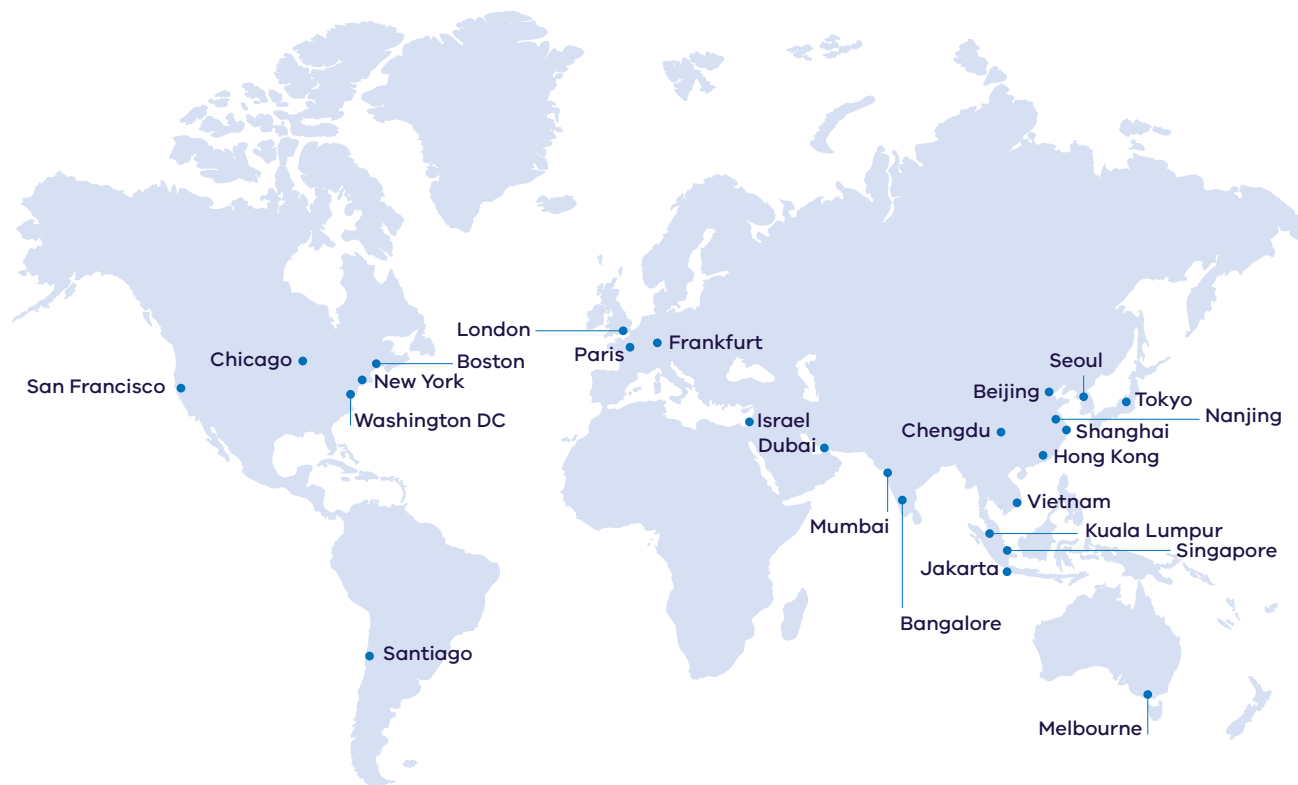 London
Paris
Frankfurt
Chicago
Boston
San Francisco
New York
Washington DC
Seoul
Beijing
Tokyo
Nanjing
Israel
Chengdu
Shanghai
Dubai
Hong Kong
Vietnam
Mumbai
Kuala Lumpur
Singapore
Jakarta
Bangalore
Santiago
Melbourne